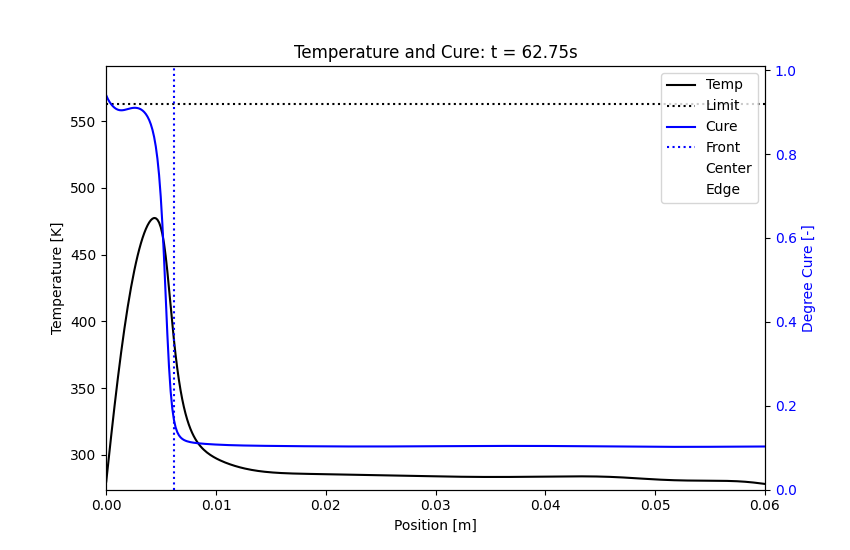 Temperature and Cure: t = 62.75s
Temp
Limit
Cure
Front
Center
Edge
Temperature [K]
550
500
450
400
350
300
1.0
0.8
0.6
0.4
0.2
0.0
Degree Cure [-]
0.00 0.01 0.02 0.03 0.04 0.05 0.06
Position [m]